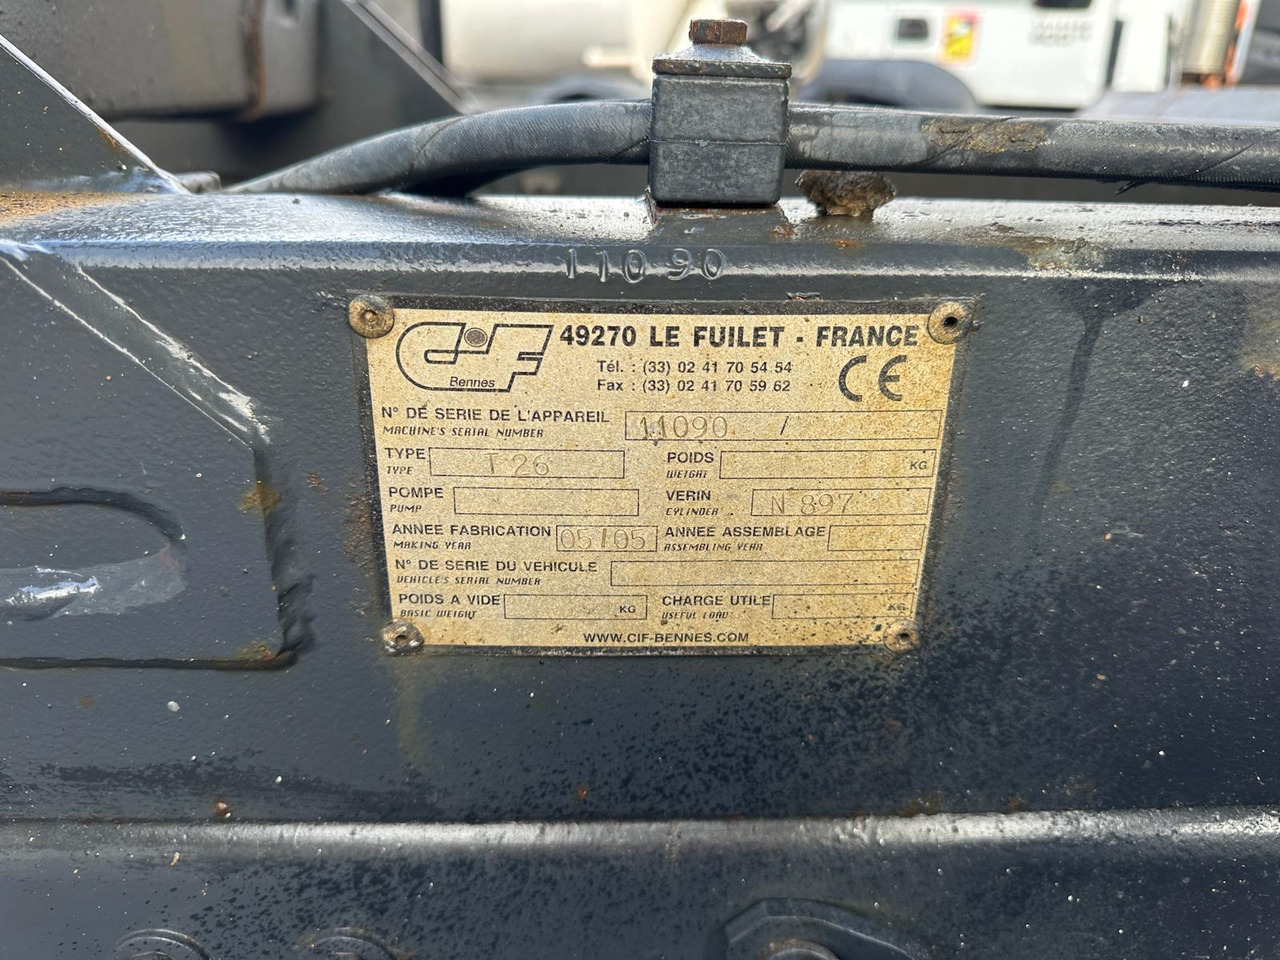 11090
CIF Bennes
49270 LE FUILET - FRANCE
Tél. : (33) 02 41 70 54 54
Fax : (33) 02 41 70 59 62
CE
N° DE SERIE DE L'APPAREIL 11090 /
MACHINE'S SERIAL NUMBER
TYPE T 26 POIDS KG
TYPE WEIGHT
POMPE VERIN N 897
PUMP CYLINDER
ANNEE FABRICATION 05/05 ANNEE ASSEMBLAGE
MAKING YEAR ASSEMBLING YEAR
N° DE SERIE DU VEHICULE
VEHICLE'S SERIAL NUMBER
POIDS A VIDE KG CHARGE UTILE KG
BASIC WEIGHT USEFUL LOAD
WWW.CIF-BENNES.COM